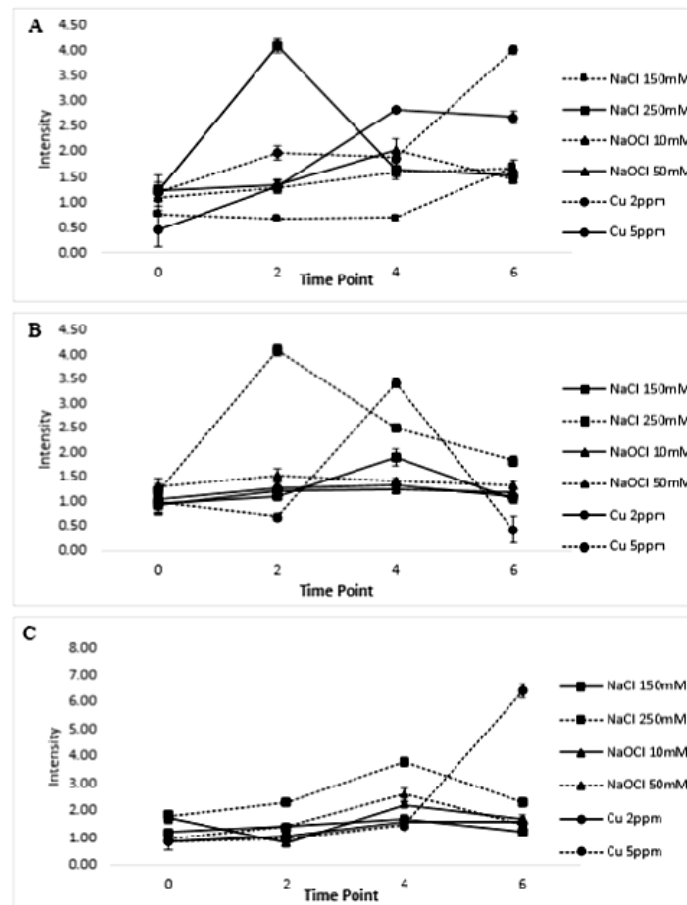 A
4.50
4.00
3.50
3.00
2.50
2.00
1.50
1.00
0.50
0.00
Intensity
0 2 4 6
Time Point
NaCl 150mM
NaCl 250mM
NaOCl 10mM
NaOCl 50mM
Cu 2ppm
Cu 5ppm
B
4.50
4.00
3.50
3.00
2.50
2.00
1.50
1.00
0.50
0.00
Intensity
0 2 4 6
Time Point
NaCl 150mM
NaCl 250mM
NaOCl 10mM
NaOCl 50mM
Cu 2ppm
Cu 5ppm
C
8.00
7.00
6.00
5.00
4.00
3.00
2.00
1.00
0.00
Intensity
0 2 4 6
Time Point
NaCl 150mM
NaCl 250mM
NaOCl 10mM
NaOCl 50mM
Cu 2ppm
Cu 5ppm